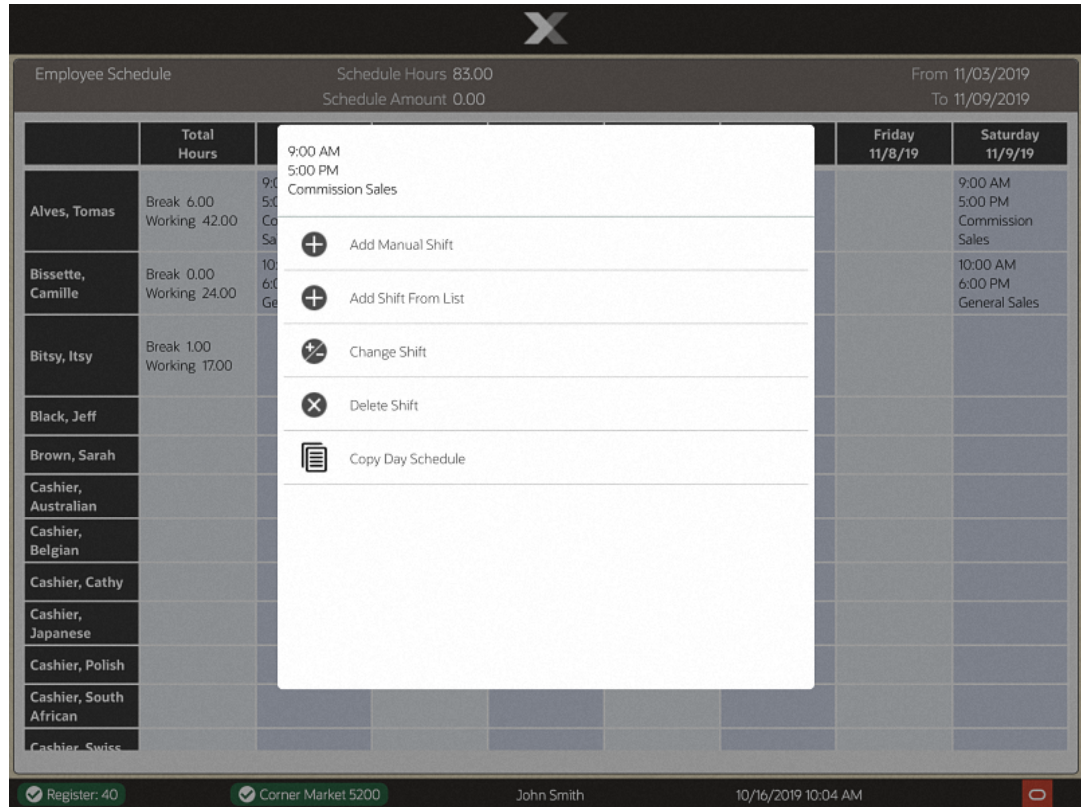 Employee Schedule
Schedule Hours 83.00
Schedule Amount 0.00
From 11/03/2019
To 11/09/2019
Total
Hours
Friday
11/8/19
Saturday
11/9/19
9:00 AM
5:00 PM
Commission Sales
Add Manual Shift
Add Shift From List
Change Shift
Delete Shift
Copy Day Schedule
Alves, Tomas
Break 6.00
Working 42.00
9:00 AM
5:00 PM
Commission
Sales
Bissette,
Camille
Break 0.00
Working 24.00
10:00 AM
6:00 PM
General Sales
Bitsy, Itsy
Break 1.00
Working 17.00
Black, Jeff
Brown, Sarah
Cashier,
Australian
Cashier,
Belgian
Cashier, Cathy
Cashier,
Japanese
Cashier, Polish
Cashier, South
African
Cashier, Swiss
Register: 40
Corner Market 5200
John Smith
10/16/2019 10:04 AM